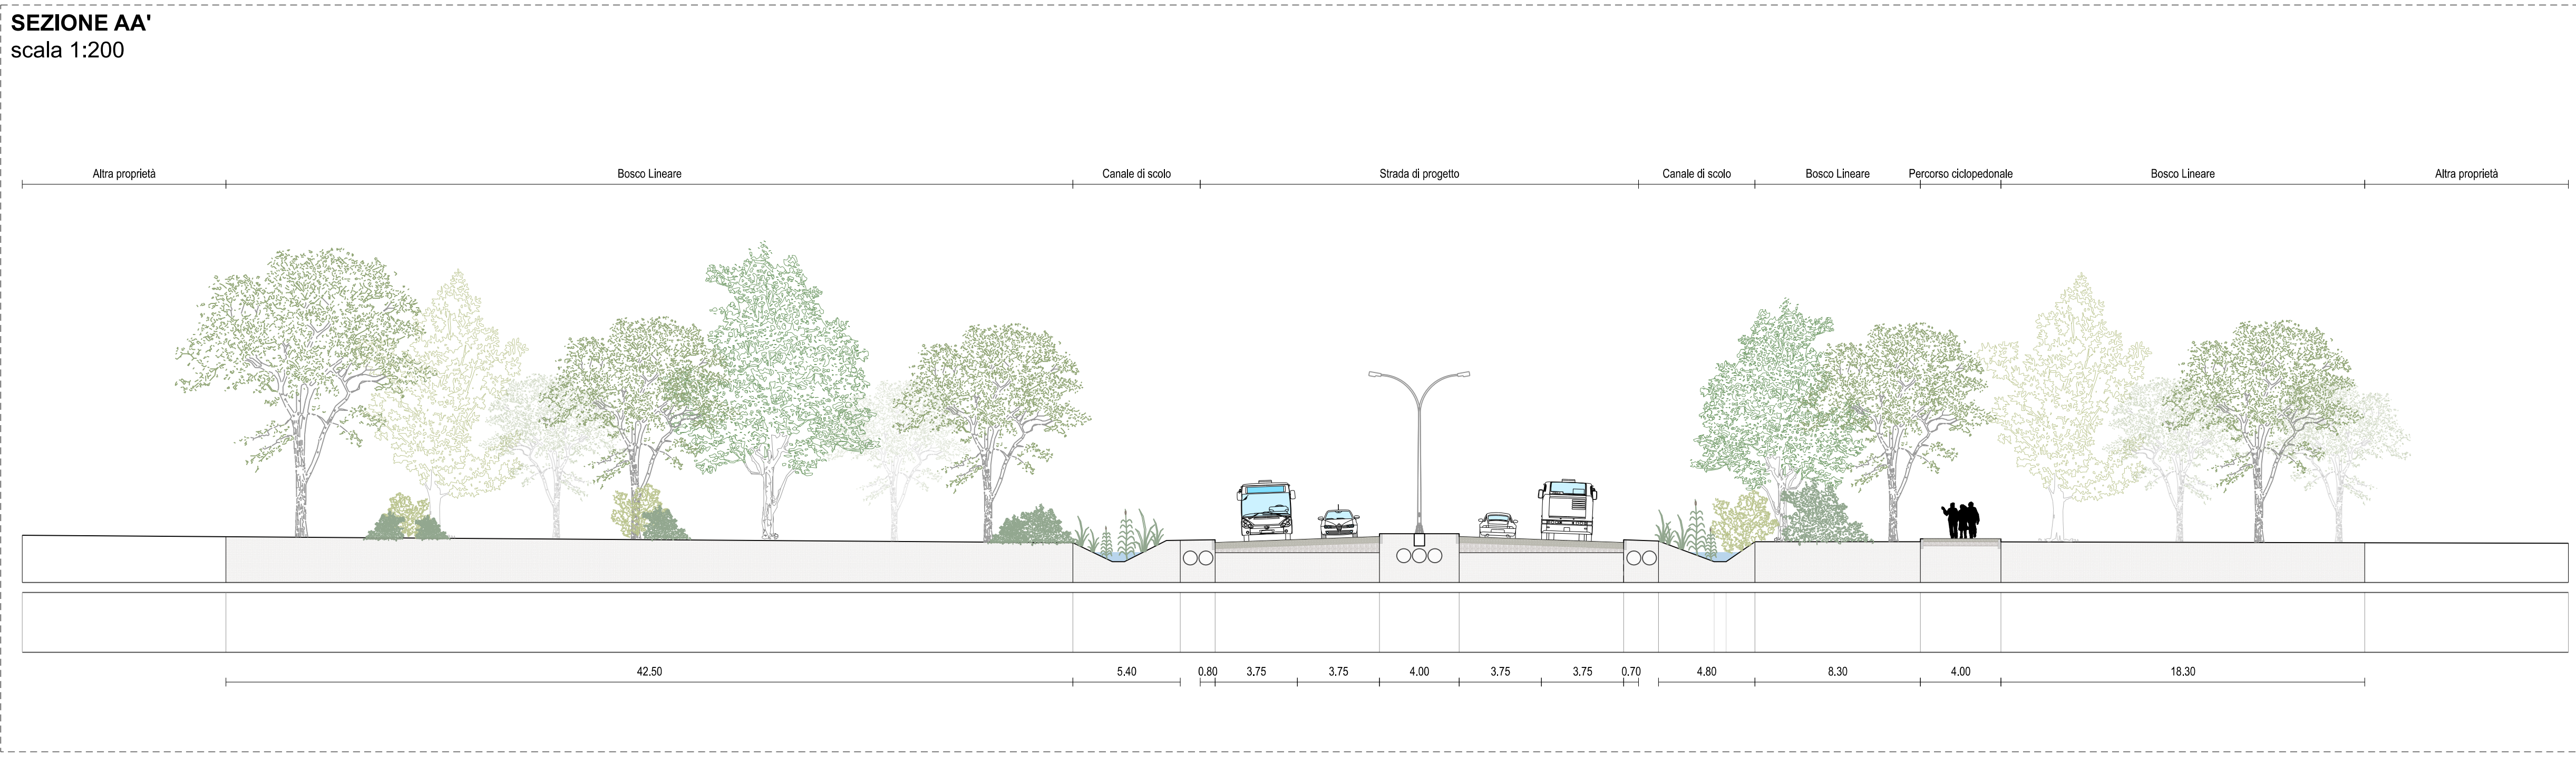 SEZIONE AA'
scala 1:200
Altra proprietà
Bosco Lineare
Canale di scolo
Strada di progetto
Canale di scolo
Bosco Lineare
Percorso ciclopedonale
Bosco Lineare
Altra proprietà
42.50
5.40
0.80
3.75
3.75
4.00
3.75
3.75
0.70
4.80
8.30
4.00
18.30